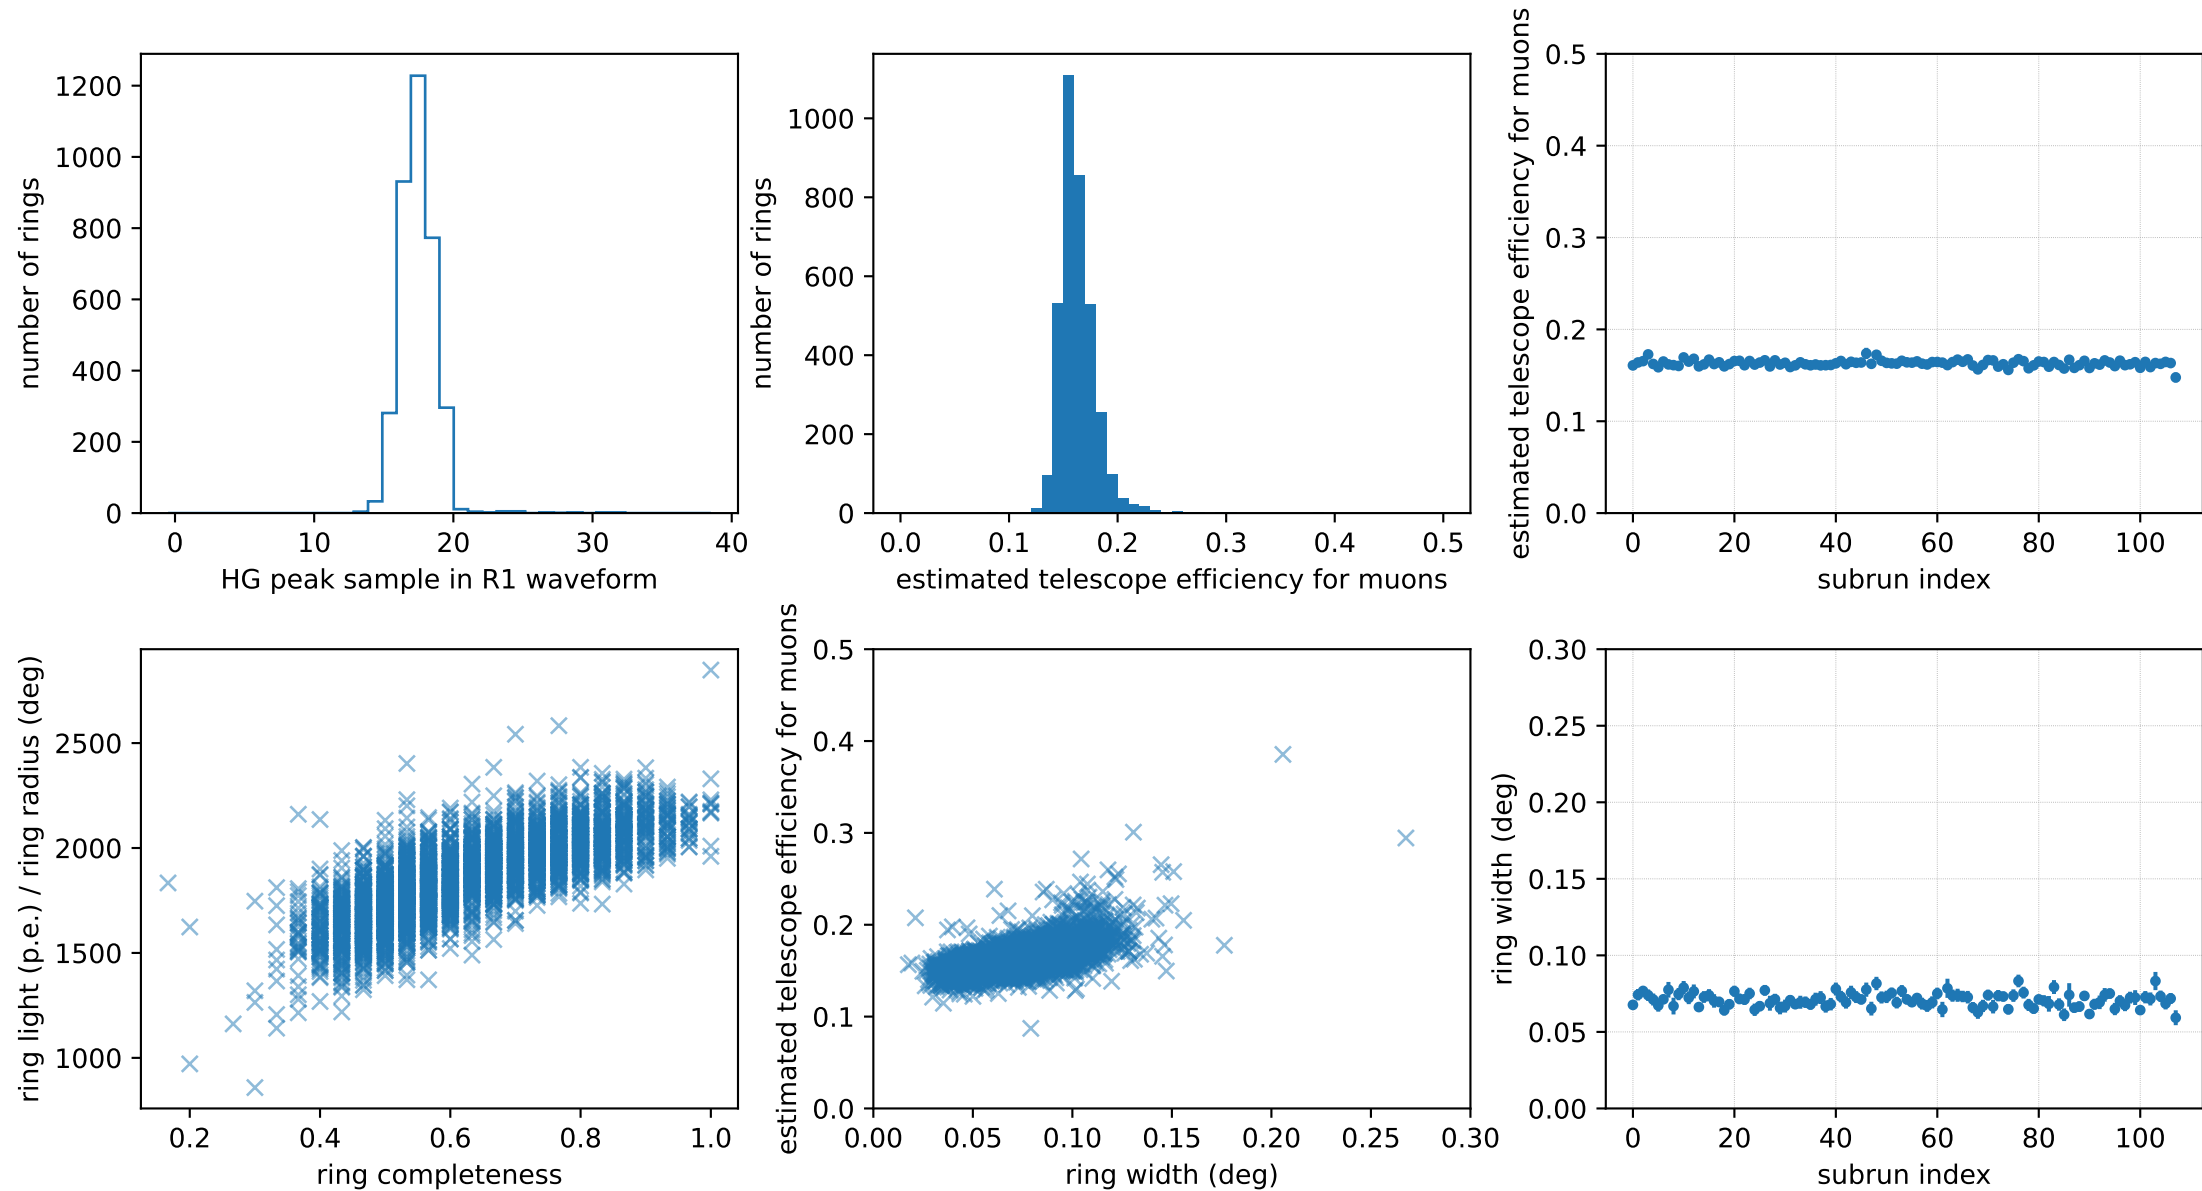 number of rings
1200
1000
800
600
400
200
0
0 10 20 30 40
HG peak sample in R1 waveform
number of rings
1000
800
600
400
200
0
0.0 0.1 0.2 0.3 0.4 0.5
estimated telescope efficiency for muons
estimated telescope efficiency for muons
0.5
0.4
0.3
0.2
0.1
0.0
0 20 40 60 80 100
subrun index
ring light (p.e.) / ring radius (deg)
2500
2000
1500
1000
0.2 0.4 0.6 0.8 1.0
ring completeness
estimated telescope efficiency for muons
0.5
0.4
0.3
0.2
0.1
0.0
0.00 0.05 0.10 0.15 0.20 0.25 0.30
ring width (deg)
ring width (deg)
0.30
0.25
0.20
0.15
0.10
0.05
0.00
0 20 40 60 80 100
subrun index